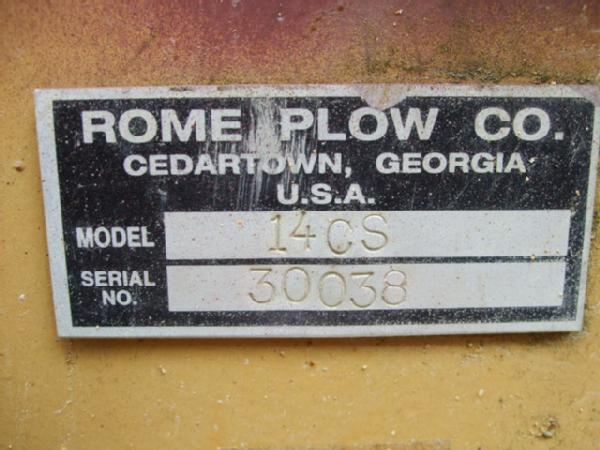 ROME PLOW CO.
CEDARTOWN, GEORGIA
U.S.A.
MODEL 14CS
SERIAL NO. 30038